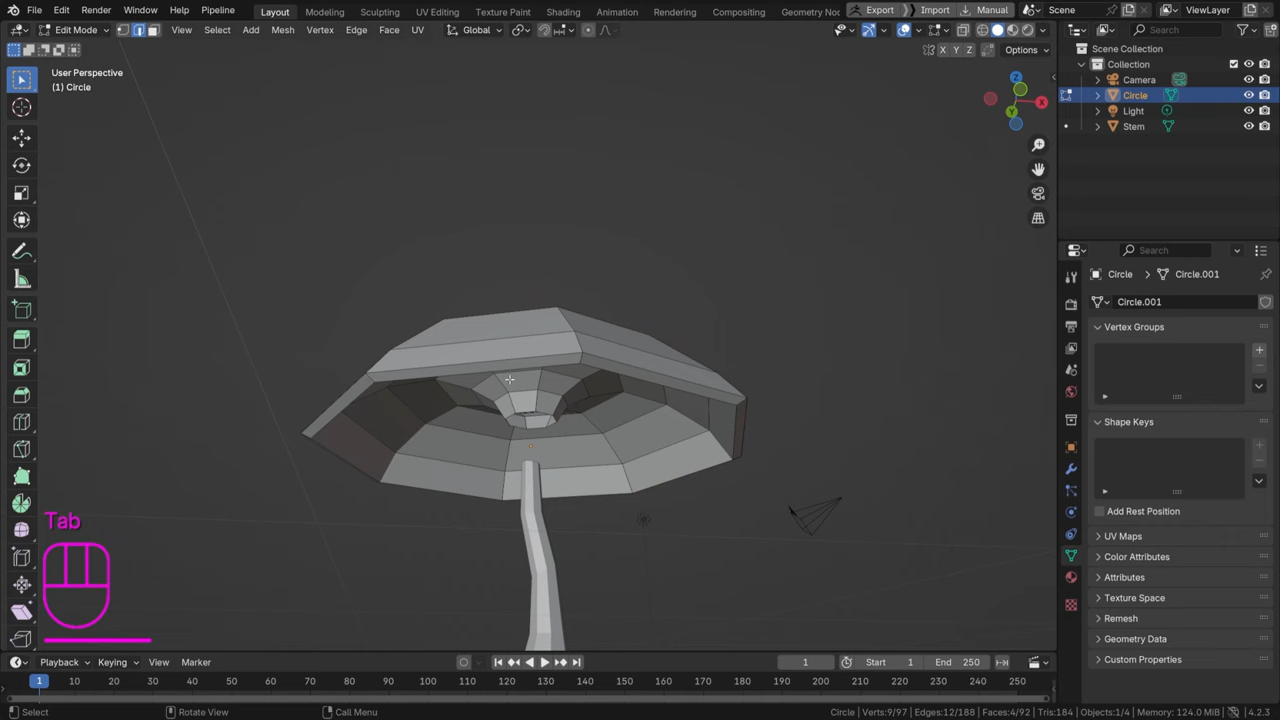 File Edit Render Window Help Pipeline Layout Modeling Sculpting UV Editing Texture Paint Shading Animation Rendering Compositing Geometry No Export Import Manual Scene ViewLayer
Edit Mode View Select Add Mesh Vertex Edge Face UV Global Search
X Y Z Options
User Perspective
(1) Circle
Z
X
Y
Scene Collection
Collection
Camera
Circle
Light
Stem
Search
Circle Circle.001
Circle.001
Vertex Groups
Shape Keys
Add Rest Position
UV Maps
Color Attributes
Attributes
Texture Space
Remesh
Geometry Data
Custom Properties
Tab
Playback Keying View Marker 1 Start 1 End 250
1 10 20 30 40 50 60 70 80 90 100 110 120 130 140 150 160 170 180 190 200 210 220 230 240 250
Select Rotate View Call Menu Circle | Verts:9/97 | Edges:12/188 | Faces:4/92 | Tris:184 | Objects:1/4 | Memory: 124.0 MiB 4.2.3